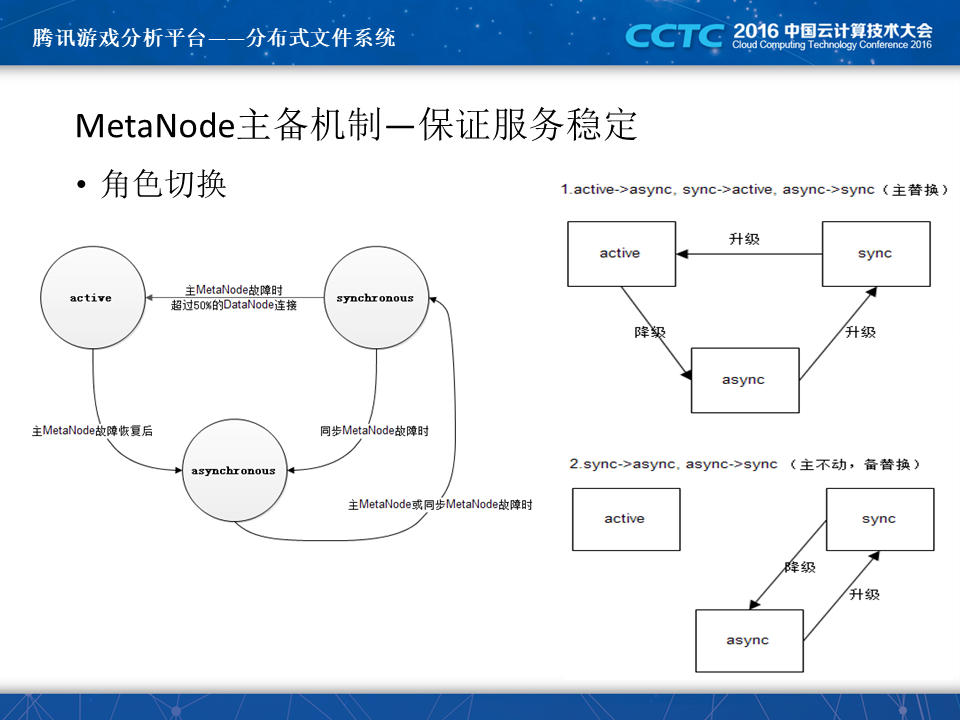 腾讯游戏分析平台——分布式文件系统
CCTC
2016 中国云计算技术大会
Cloud Computing Technology Conference 2016
MetaNode主备机制—保证服务稳定
• 角色切换
active
主MetaNode故障时
超过50%的DataNode连接
synchronous
主MetaNode故障恢复后
同步MetaNode故障时
asynchronous
主MetaNode或同步MetaNode故障时
1.active->async, sync->active, async->sync（主替换）
active
升级
sync
降级
升级
async
2.sync->async, async->sync （主不动，备替换）
active
sync
降级
升级
async